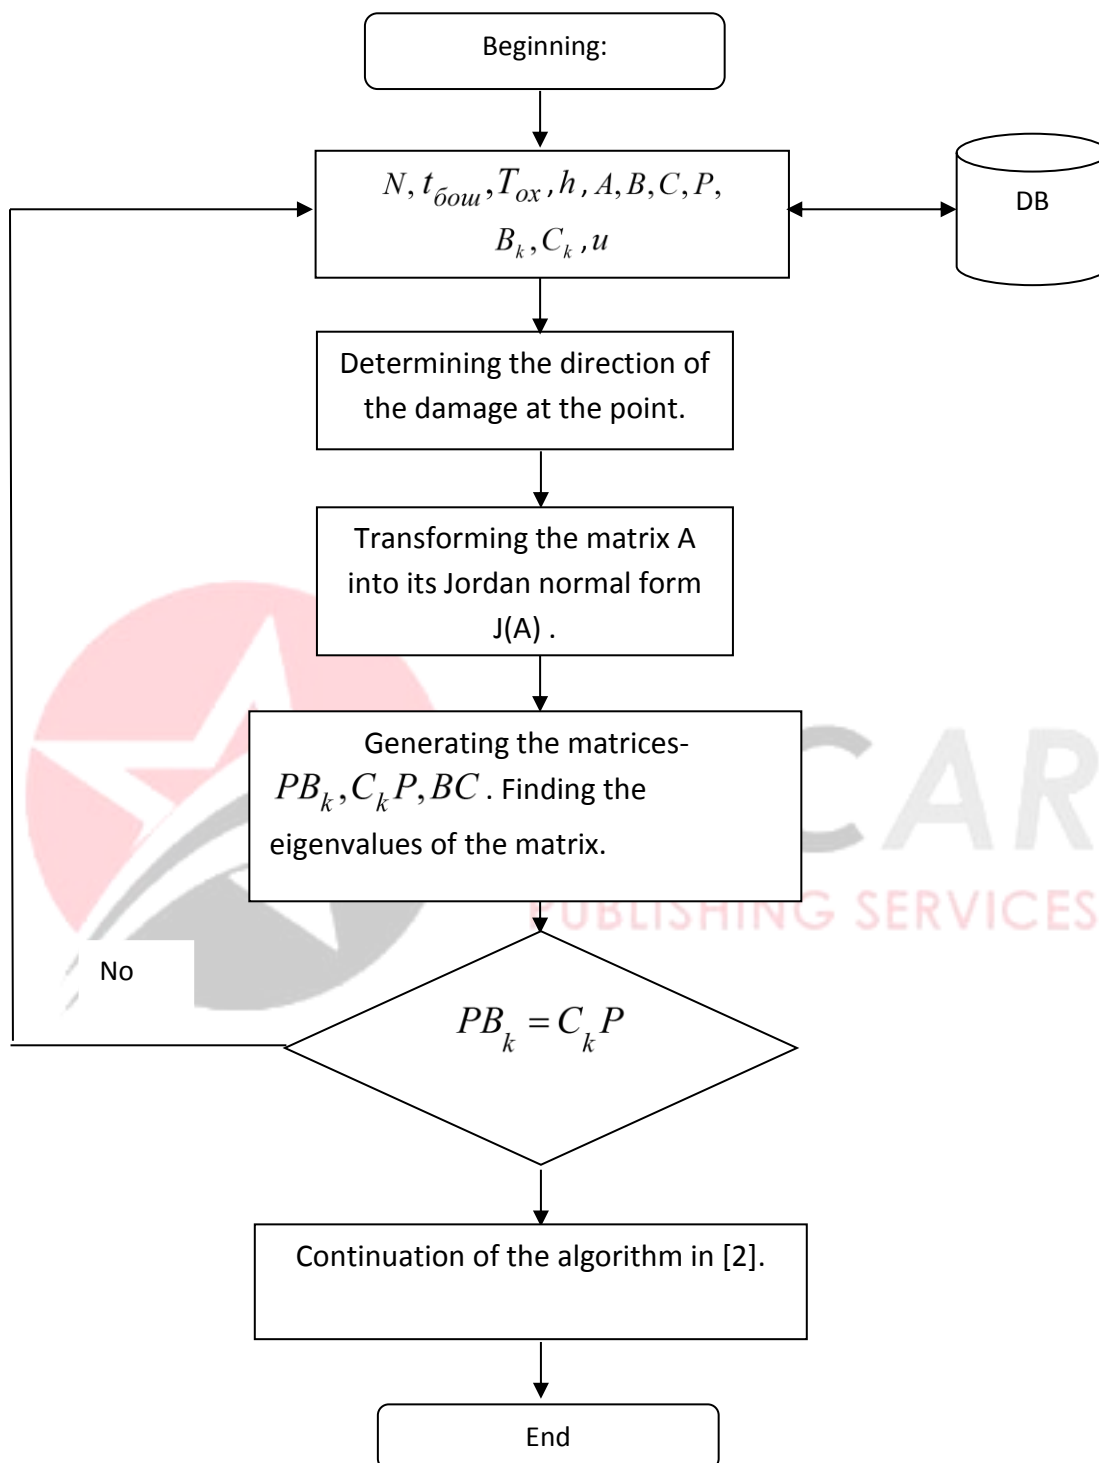 Beginning:
N, t_бош, T_ox, h, A, B, C, P,
B_k, C_k, u
DB
Determining the direction of
the damage at the point.
Transforming the matrix A
into its Jordan normal form
J(A) .
Generating the matrices-
PB_k, C_k P, BC . Finding the
eigenvalues of the matrix.
CAR
PUBLISHING SERVICES
No
PB_k = C_k P
Continuation of the algorithm in [2].
End